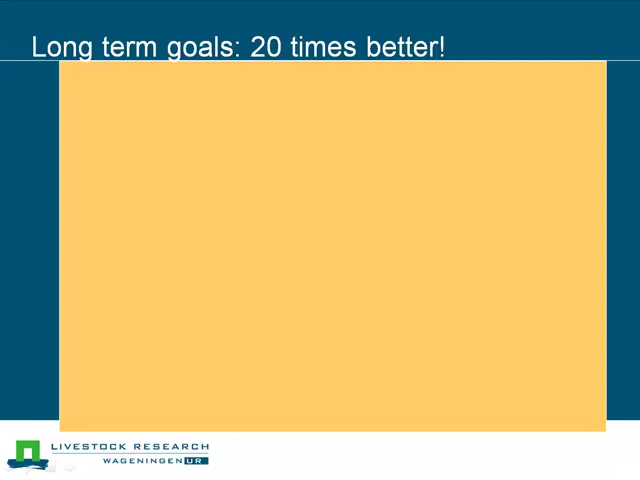 Long term goals: 20 times better!
LIVESTOCK RESEARCH
WAGENINGEN UR